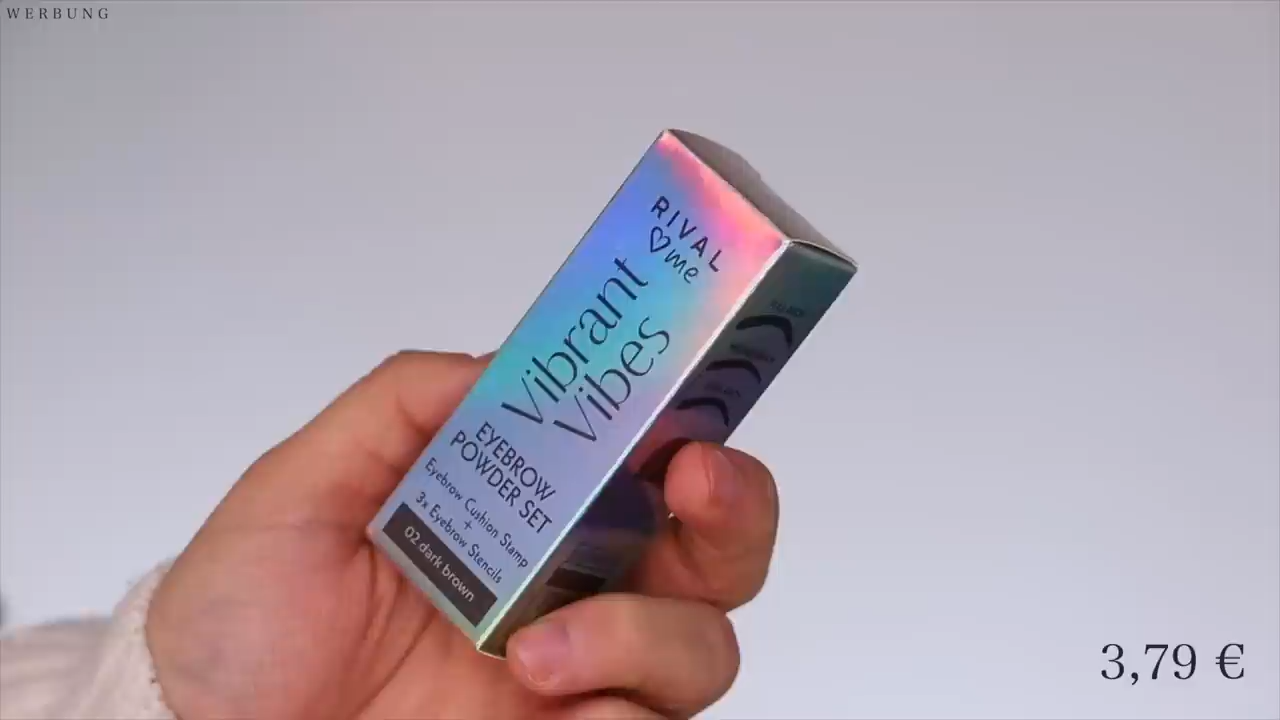 WERBUNG
RIVAL
me
Vibrant
Vibes
EYEBROW
POWDER SET
Eyebrow Cushion Stamp
+
3x Eyebrow Stencils
02 dark brown
3,79 €